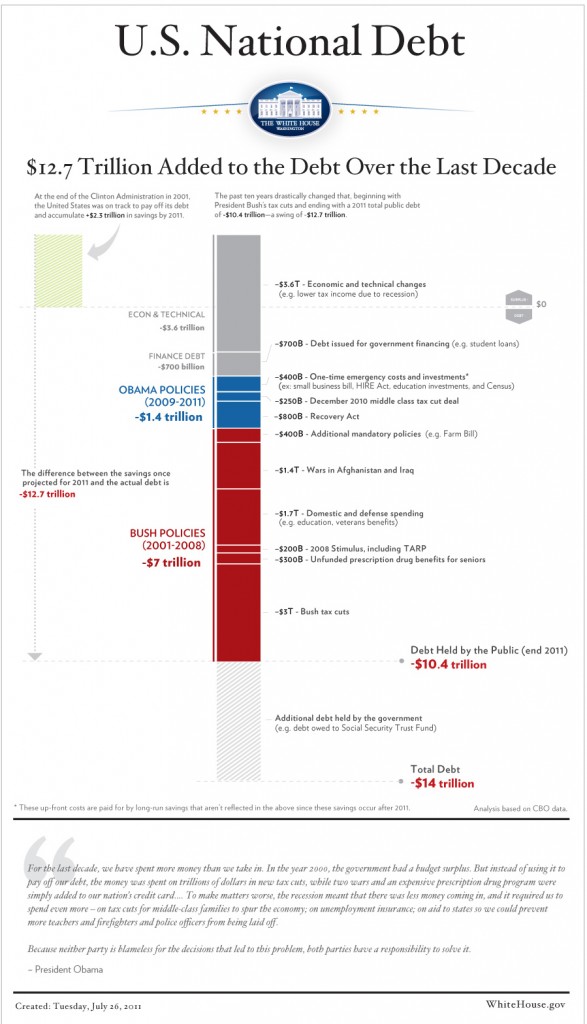 U.S. National Debt
THE WHITE HOUSE
WASHINGTON
$12.7 Trillion Added to the Debt Over the Last Decade
At the end of the Clinton Administration in 2001,
the United States was on track to pay off its debt
and accumulate +$2.3 trillion in savings by 2011.
The past ten years drastically changed that, beginning with
President Bush's tax cuts and ending with a 2011 total public debt
of -$10.4 trillion—a swing of -$12.7 trillion.
-$3.6T - Economic and technical changes
(e.g. lower tax income due to recession)
SURPLUS
$0
DEBT
ECON & TECHNICAL
-$3.6 trillion
-$700B - Debt issued for government financing (e.g. student loans)
FINANCE DEBT
-$700 billion
-$400B - One-time emergency costs and investments*
(ex: small business bill, HIRE Act, education investments, and Census)
OBAMA POLICIES
(2009-2011)
-$1.4 trillion
-$250B - December 2010 middle class tax cut deal
-$800B - Recovery Act
-$400B - Additional mandatory policies (e.g. Farm Bill)
The difference between the savings once
projected for 2011 and the actual debt is
-$12.7 trillion
-$1.4T - Wars in Afghanistan and Iraq
-$1.7T - Domestic and defense spending
(e.g. education, veterans benefits)
BUSH POLICIES
(2001-2008)
-$7 trillion
-$200B - 2008 Stimulus, including TARP
-$300B - Unfunded prescription drug benefits for seniors
-$3T - Bush tax cuts
Debt Held by the Public (end 2011)
-$10.4 trillion
Additional debt held by the government
(e.g. debt owed to Social Security Trust Fund)
Total Debt
-$14 trillion
* These up-front costs are paid for by long-run savings that aren't reflected in the above since these savings occur after 2011.
Analysis based on CBO data.
“
For the last decade, we have spent more money than we take in. In the year 2000, the government had a budget surplus. But instead of using it to
pay off our debt, the money was spent on trillions of dollars in new tax cuts, while two wars and an expensive prescription drug program were
simply added to our nation's credit card.... To make matters worse, the recession meant that there was less money coming in, and it required us to
spend even more – on tax cuts for middle-class families to spur the economy; on unemployment insurance; on aid to states so we could prevent
more teachers and firefighters and police officers from being laid off.
Because neither party is blameless for the decisions that led to this problem, both parties have a responsibility to solve it.
– President Obama
Created: Tuesday, July 26, 2011
WhiteHouse.gov